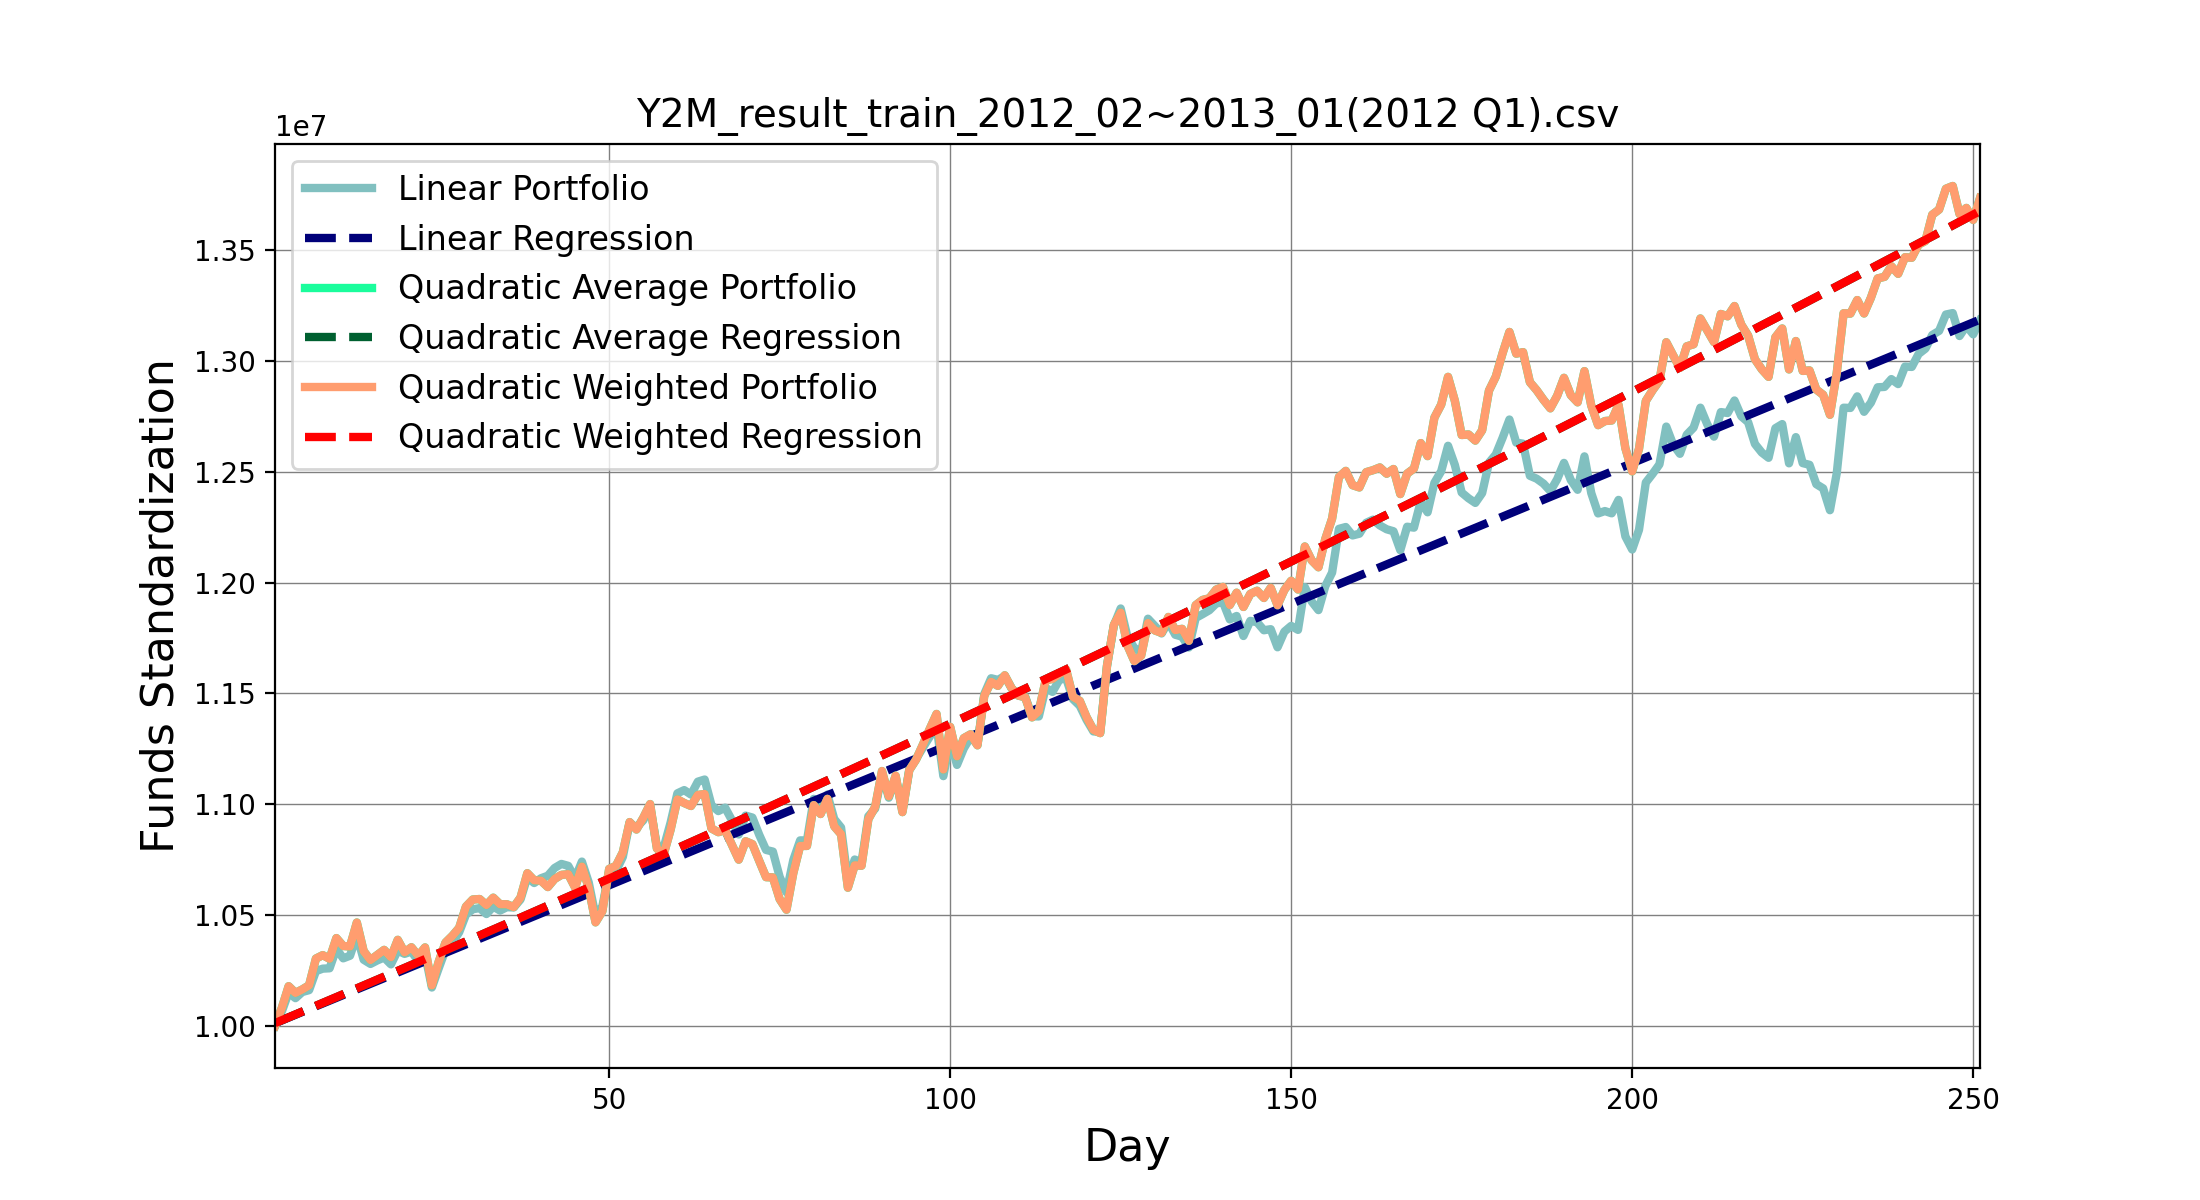 Y2M_result_train_2012_02~2013_01(2012 Q1).csv
1e7
Linear Portfolio
Linear Regression
Quadratic Average Portfolio
Quadratic Average Regression
Quadratic Weighted Portfolio
Quadratic Weighted Regression
1.35
1.30
1.25
1.20
1.15
1.10
1.05
1.00
Funds Standardization
50 100 150 200 250
Day